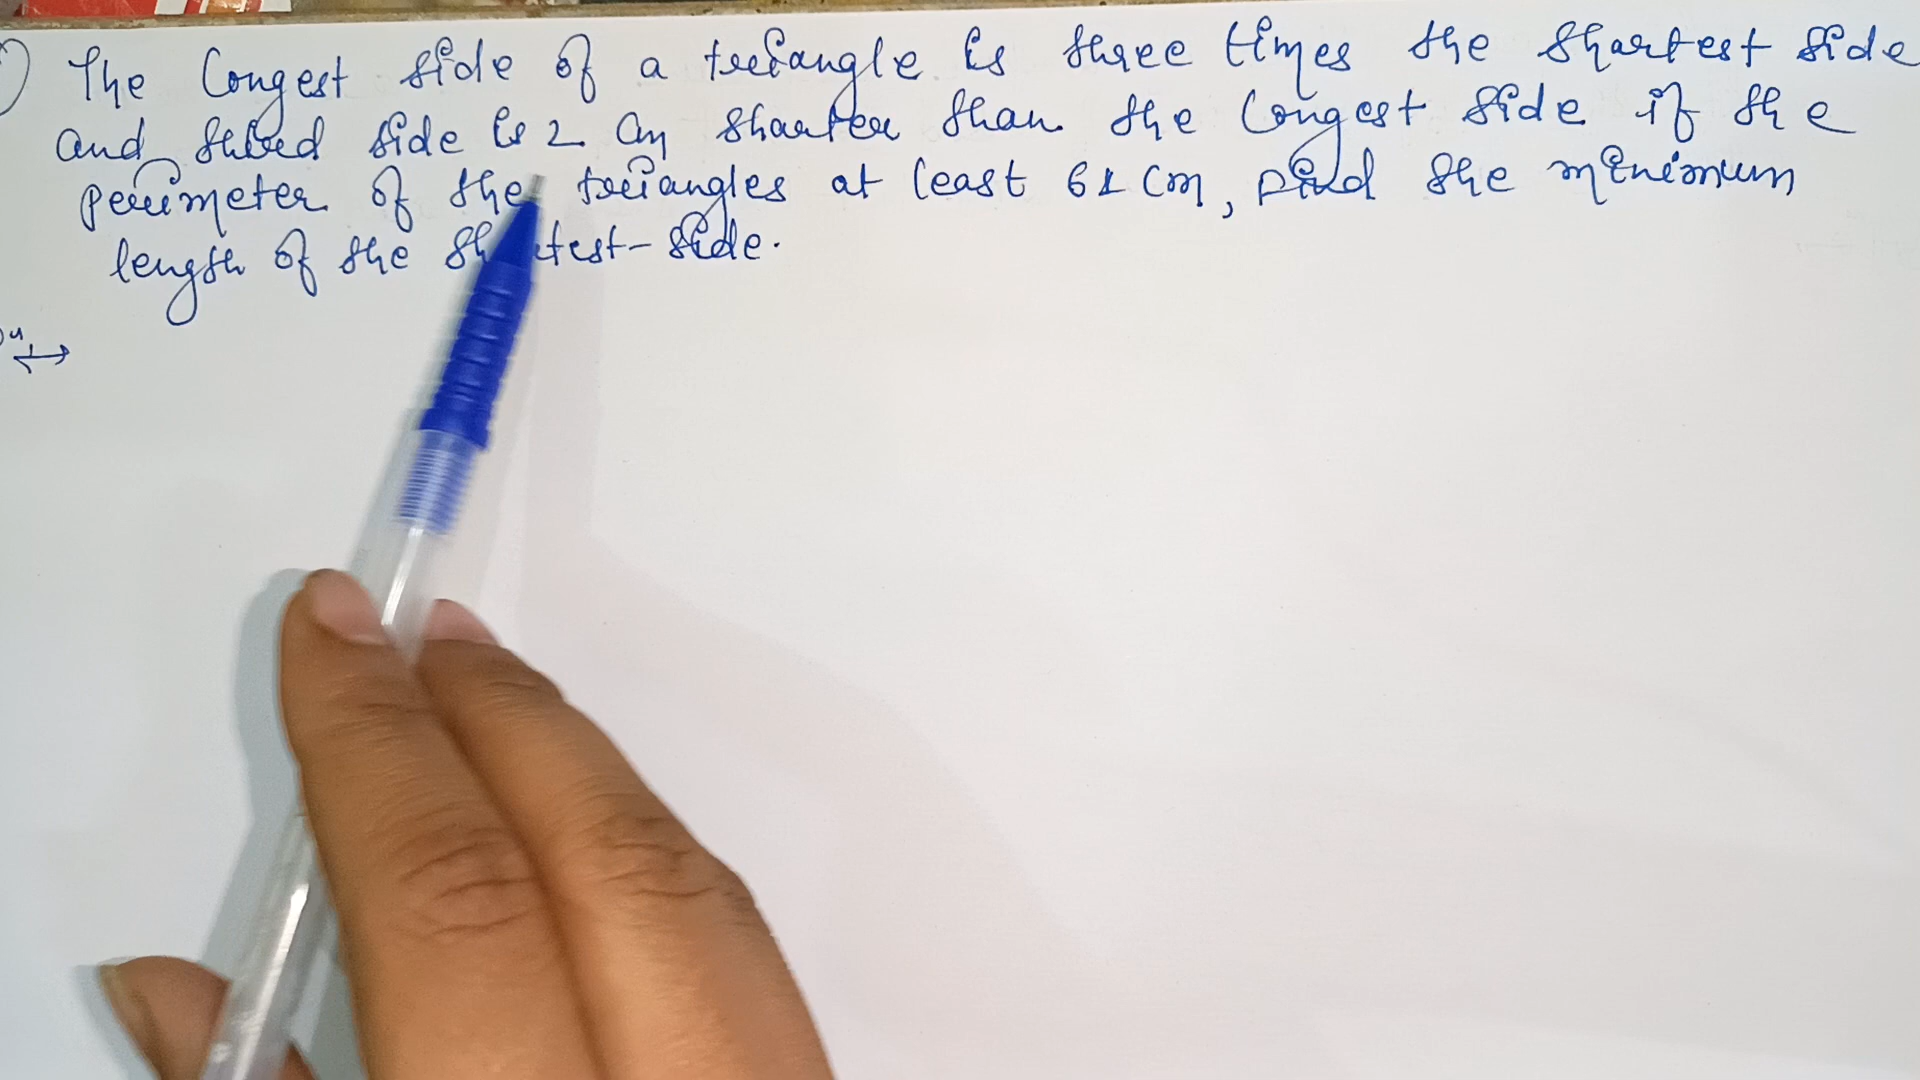 The longest side of a triangle is three times the shortest side
and third side is 2 cm shorter than the longest side if the
perimeter of the triangles at least 61 cm, find the minimum
length of the shortest-side.